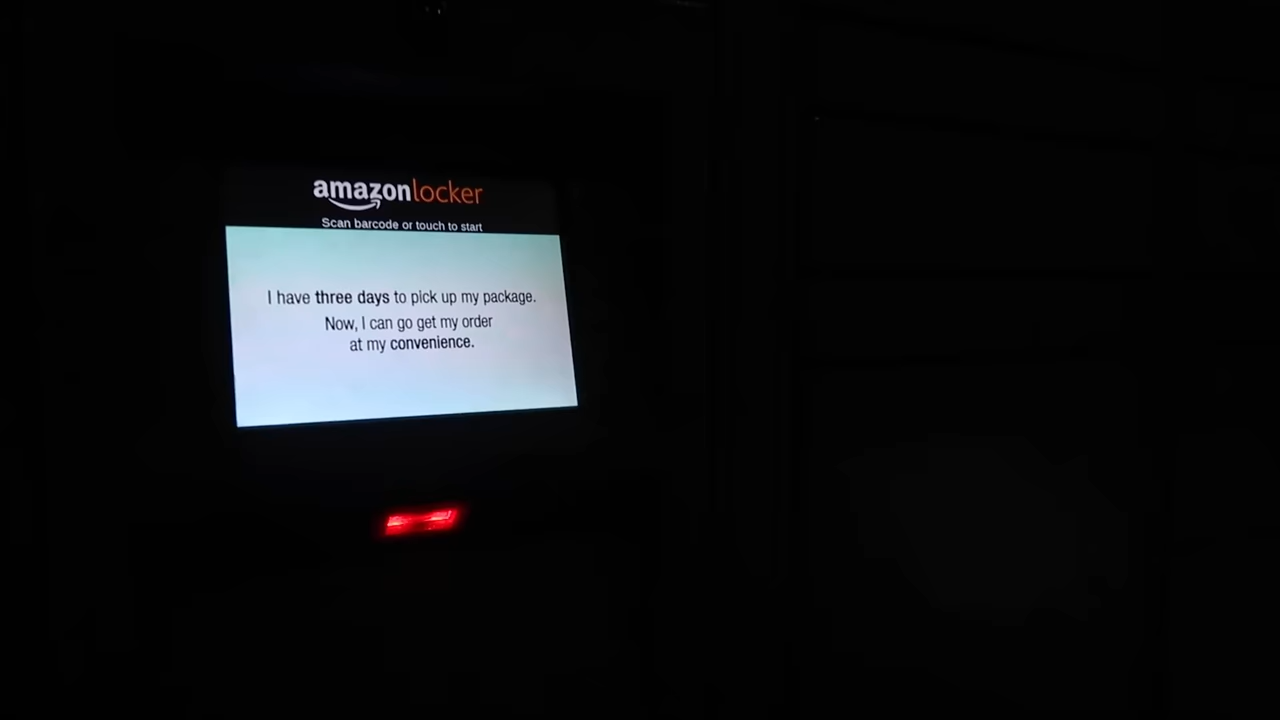 amazonlocker
Scan barcode or touch to start
I have three days to pick up my package.
Now, I can go get my order
at my convenience.